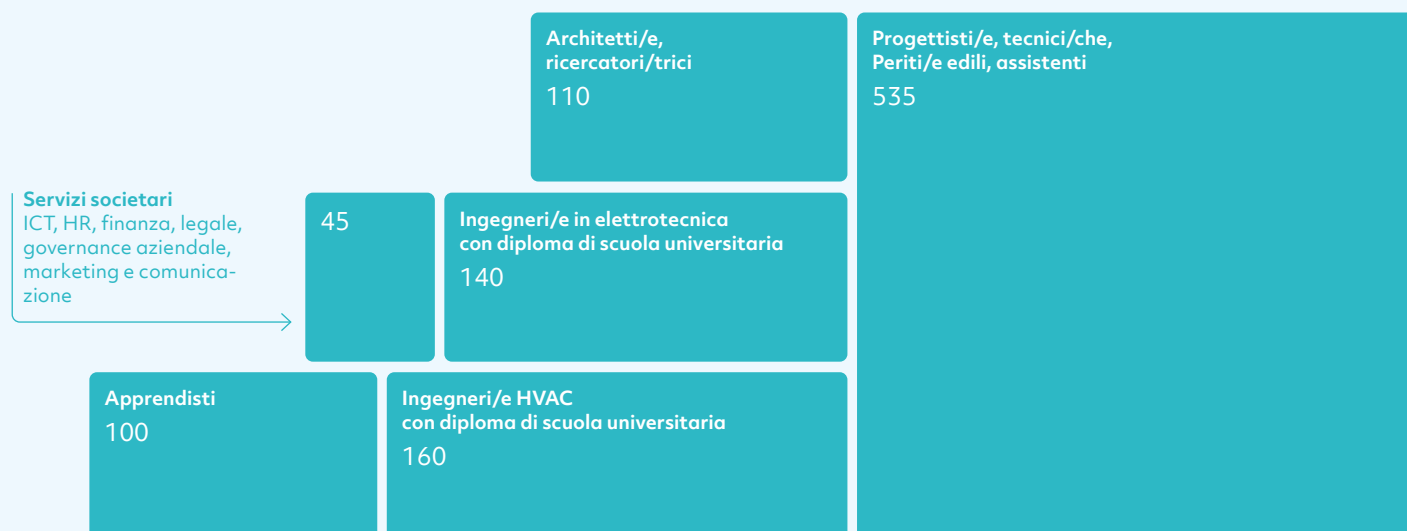 Architetti/e,
ricercatori/trici
110
Progettisti/e, tecnici/che,
Periti/e edili, assistenti
535
Servizi societari
ICT, HR, finanza, legale,
governance aziendale,
marketing e comunica-
zione
45
Ingegneri/e in elettrotecnica
con diploma di scuola universitaria
140
Apprendisti
100
Ingegneri/e HVAC
con diploma di scuola universitaria
160